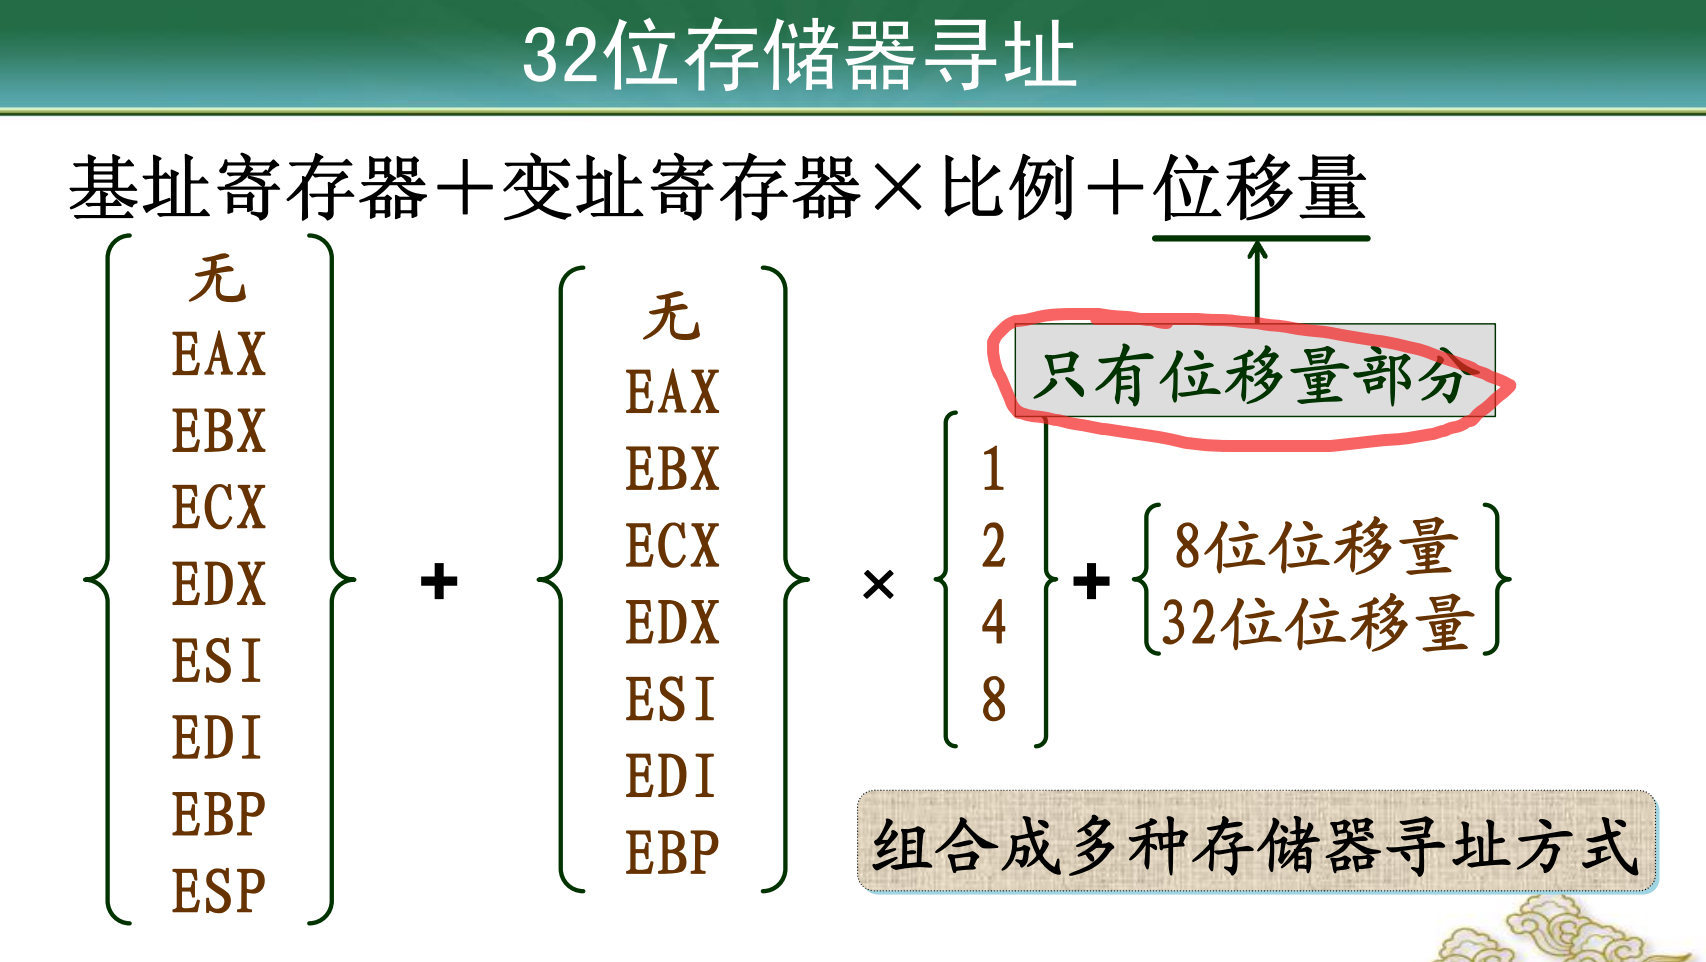 32位存储器寻址
基址寄存器＋变址寄存器×比例＋位移量
无
EAX
EBX
ECX
EDX
ESI
EDI
EBP
ESP
+
无
EAX
EBX
ECX
EDX
ESI
EDI
EBP
×
1
2
4
8
+
只有位移量部分
8位位移量
32位位移量
组合成多种存储器寻址方式